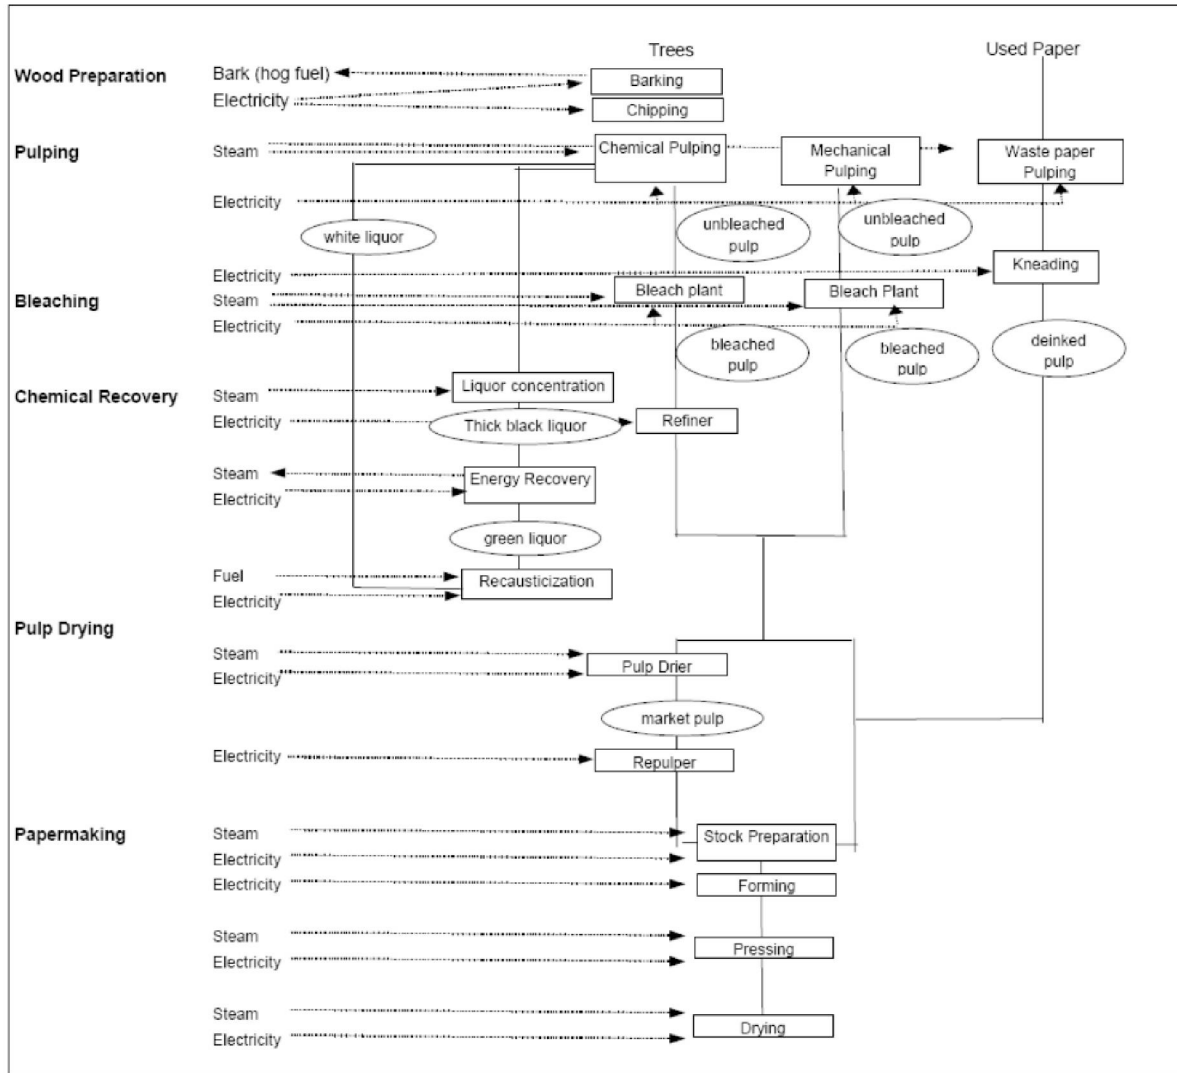 Trees
Used Paper
Wood Preparation
Bark (hog fuel)
Barking
Electricity
Chipping
Pulping
Steam
Chemical Pulping
Mechanical
Pulping
Waste paper
Pulping
Electricity
unbleached
pulp
unbleached
pulp
white liquor
Electricity
Kneading
Bleaching
Steam
Bleach plant
Bleach Plant
Electricity
bleached
pulp
bleached
pulp
deinked
pulp
Chemical Recovery
Steam
Liquor concentration
Electricity
Thick black liquor
Refiner
Steam
Energy Recovery
Electricity
green liquor
Fuel
Recausticization
Electricity
Pulp Drying
Steam
Pulp Drier
Electricity
market pulp
Electricity
Repulper
Papermaking
Steam
Stock Preparation
Electricity
Electricity
Forming
Steam
Pressing
Electricity
Steam
Drying
Electricity